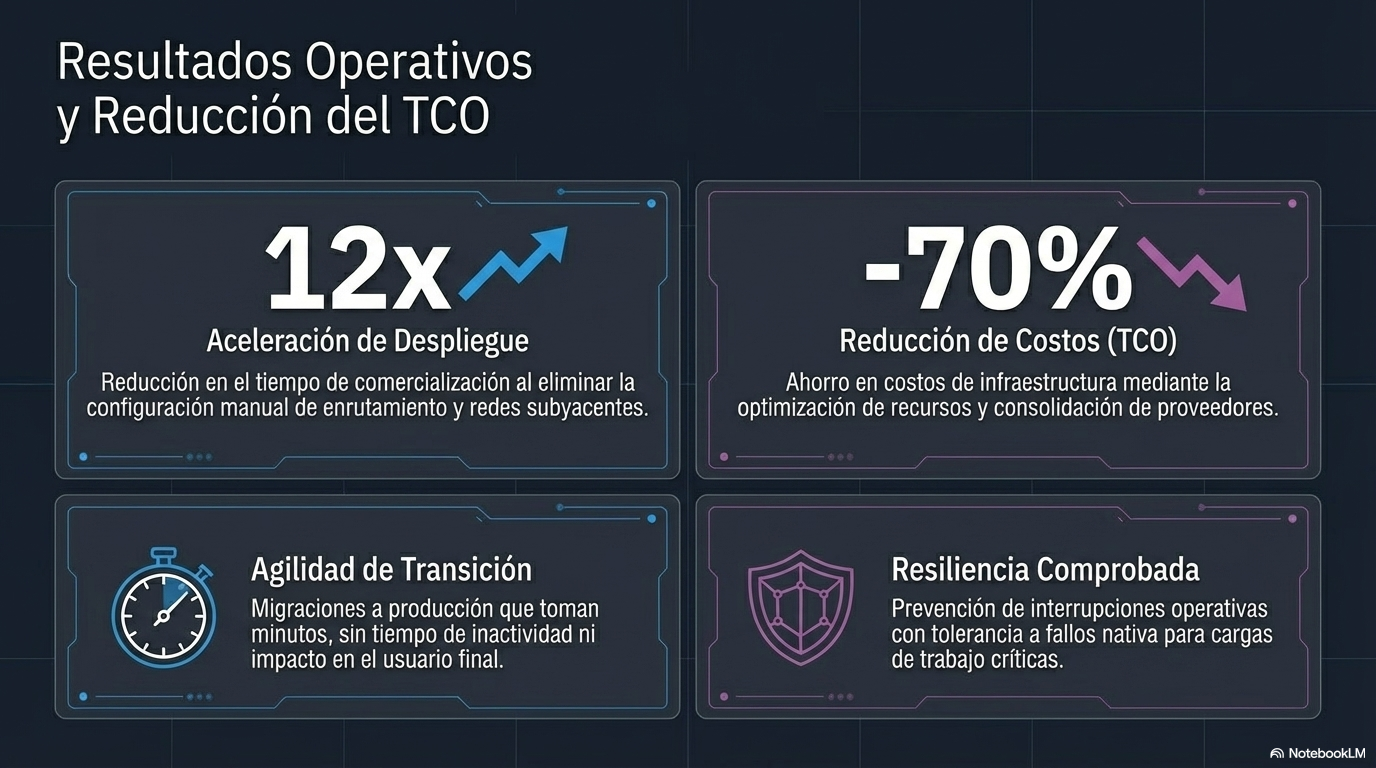 Resultados Operativos
y Reducción del TCO
12x
Aceleración de Despliegue
Reducción en el tiempo de comercialización al eliminar la
configuración manual de enrutamiento y redes subyacentes.
-70%
Reducción de Costos (TCO)
Ahorro en costos de infraestructura mediante la
optimización de recursos y consolidación de proveedores.
Agilidad de Transición
Migraciones a producción que toman
minutos, sin tiempo de inactividad ni
impacto en el usuario final.
Resiliencia Comprobada
Prevención de interrupciones operativas
con tolerancia a fallos nativa para cargas
de trabajo críticas.
NotebookLM